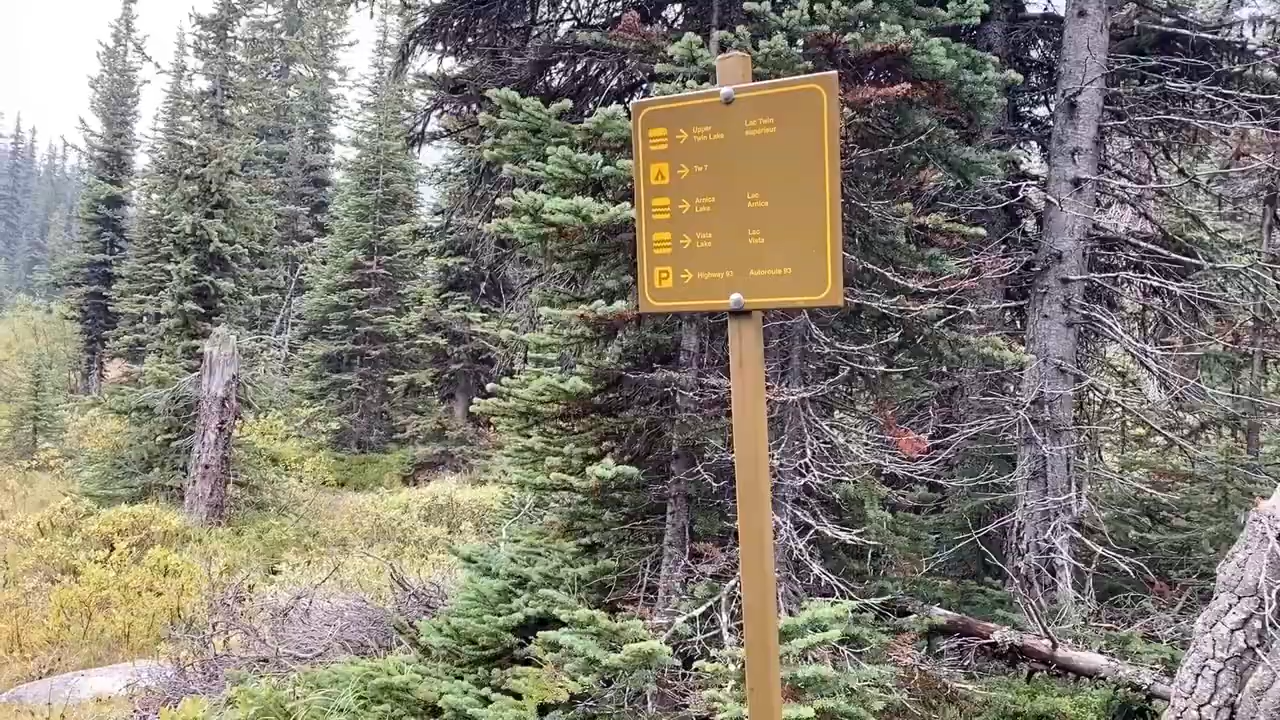 Upper Lac Twin
Twin Lake supérieur
Tw 7
Arnica Lac
Lake Arnica
Vista Lac
Lake Vista
P Highway 93 Autoroute 93